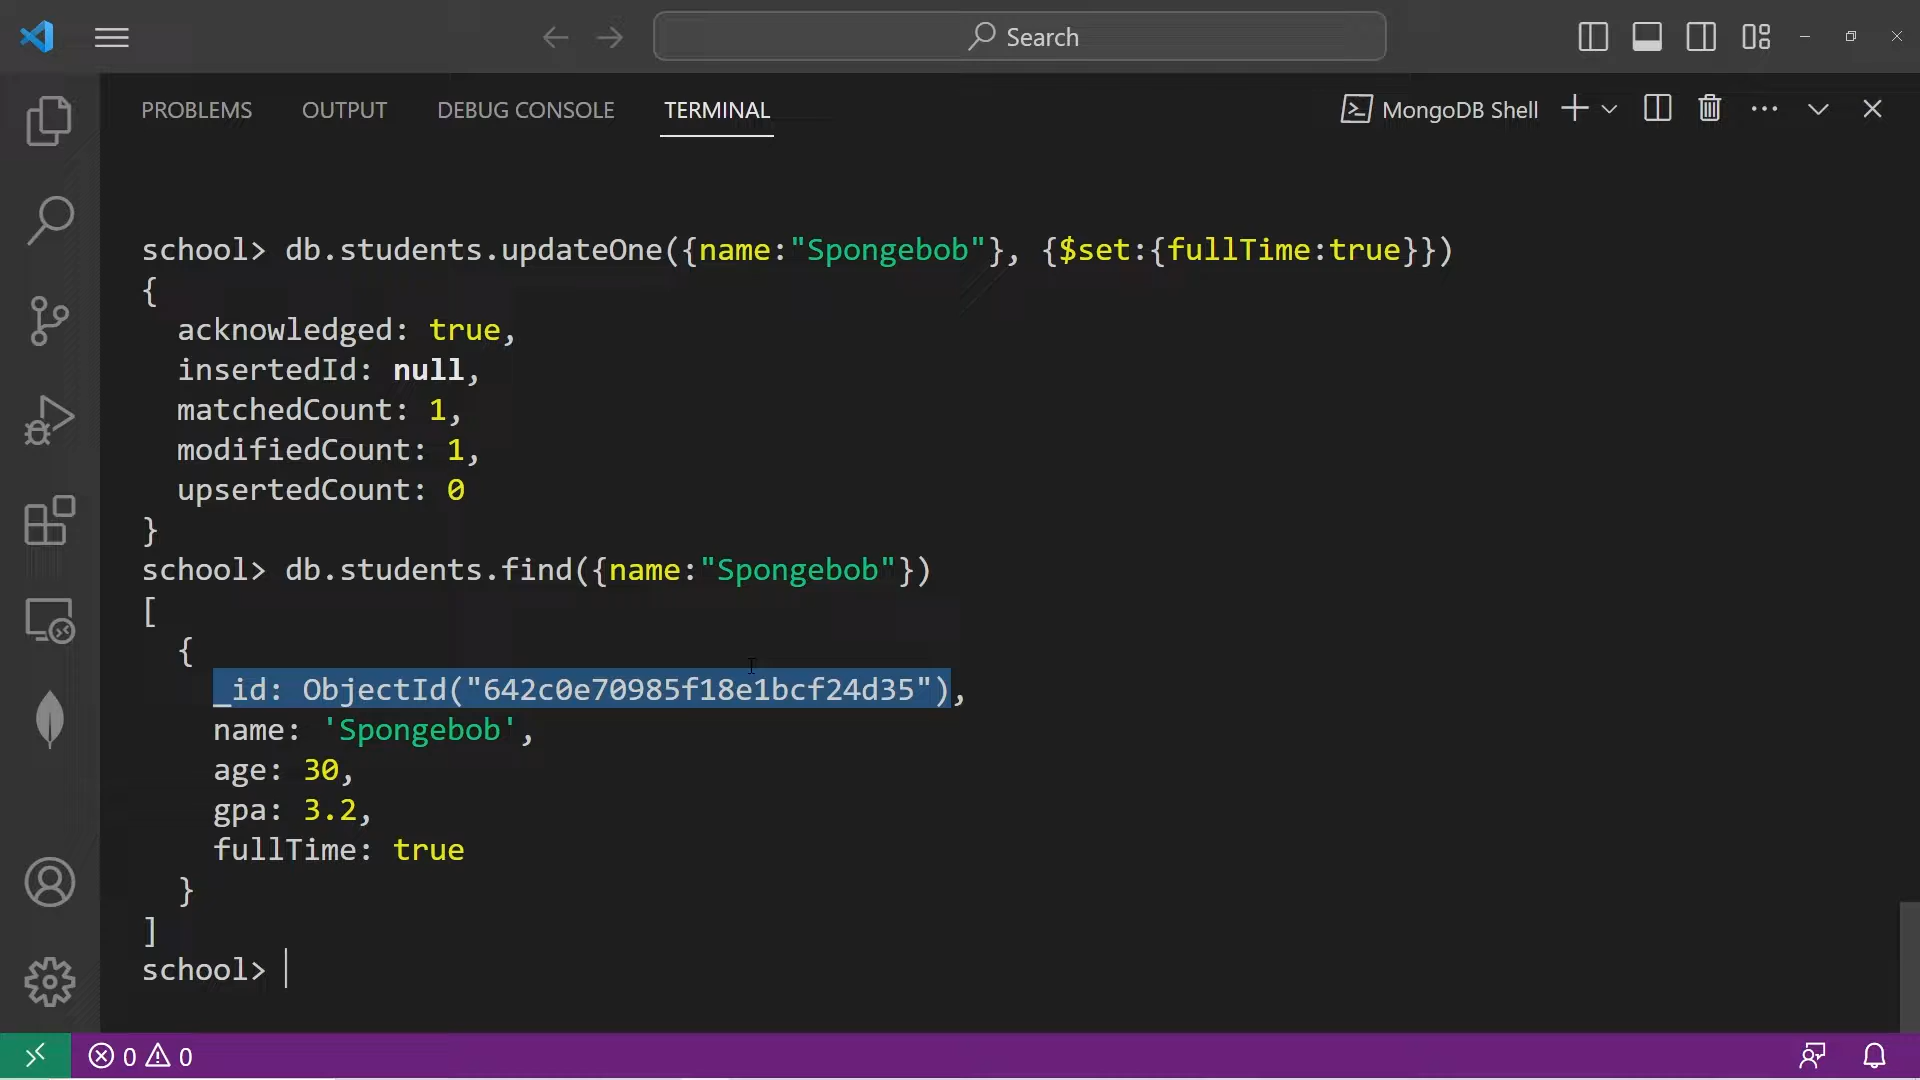 Search
PROBLEMS OUTPUT DEBUG CONSOLE TERMINAL MongoDB Shell
school> db.students.updateOne({name:"Spongebob"}, {$set:{fullTime:true}})
{
  acknowledged: true,
  insertedId: null,
  matchedCount: 1,
  modifiedCount: 1,
  upsertedCount: 0
}
school> db.students.find({name:"Spongebob"})
[
  {
    _id: ObjectId("642c0e70985f18e1bcf24d35"),
    name: 'Spongebob',
    age: 30,
    gpa: 3.2,
    fullTime: true
  }
]
school>
0 0